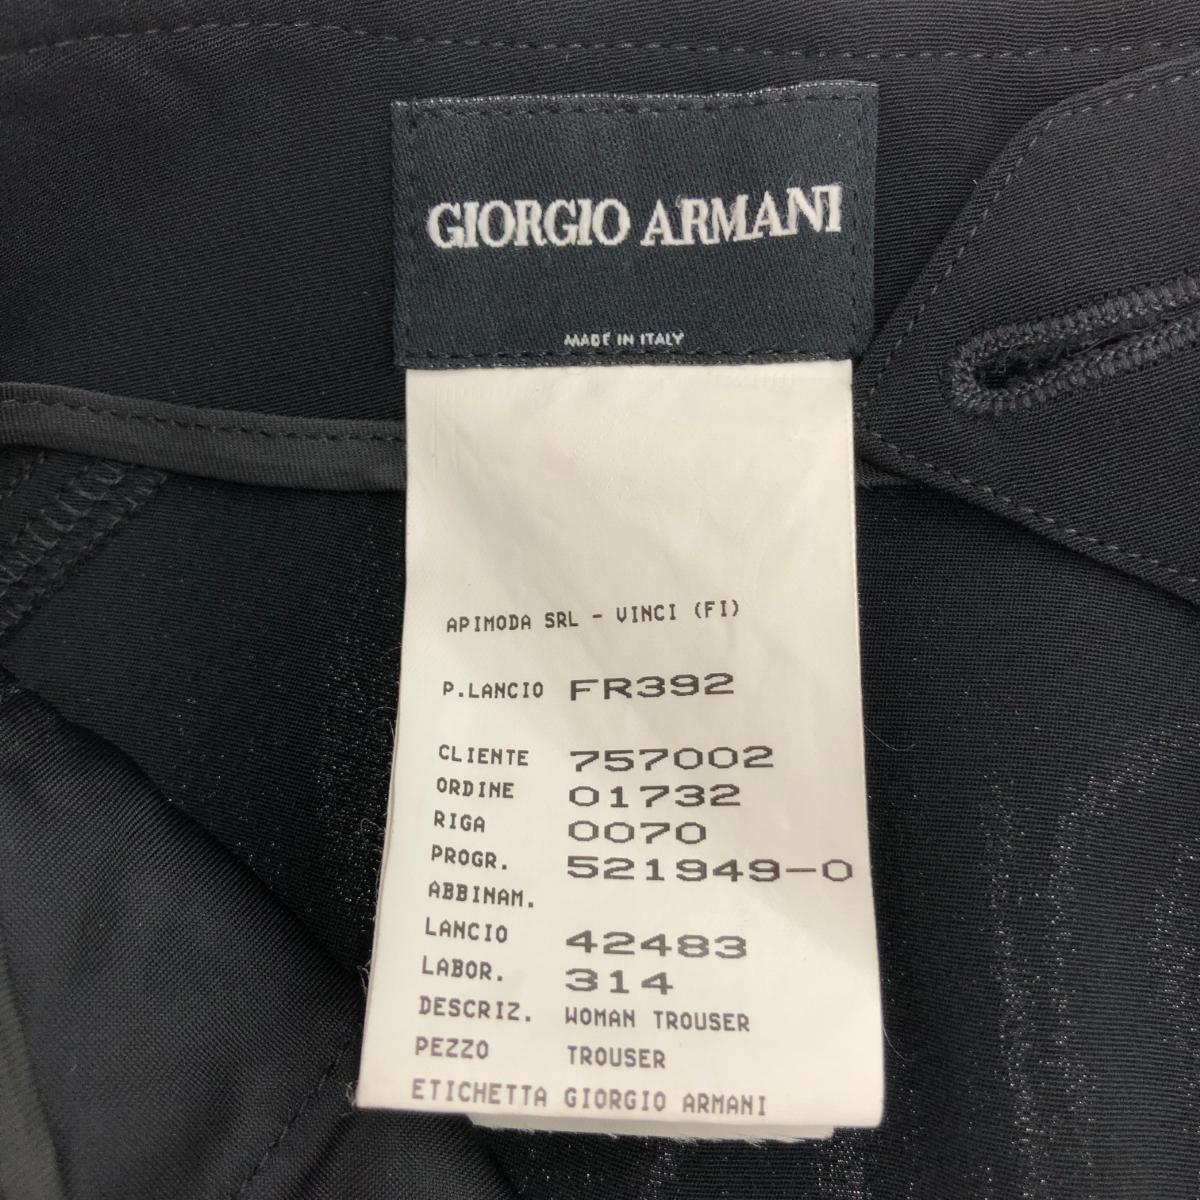 GIORGIO ARMANI
MADE IN ITALY
APIMODA SRL - VINCI (FI)
P.LANCIO FR392
CLIENTE 757002
ORDINE 01732
RIGA 0070
PROGR. 521949-0
ABBINAM.
LANCIO 42483
LABOR. 314
DESCRIZ. WOMAN TROUSER
PEZZO TROUSER
ETICHETTA GIORGIO ARMANI